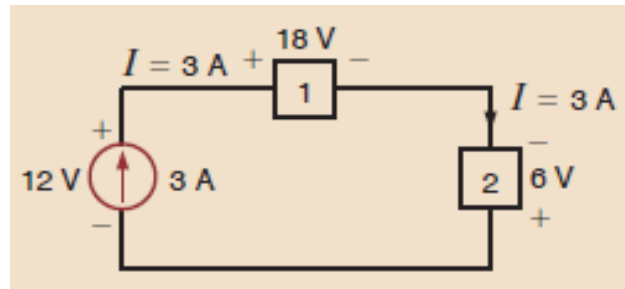 18 V
I = 3 A + −
1
I = 3 A
+ −
12 V 3 A 2 6 V
− +